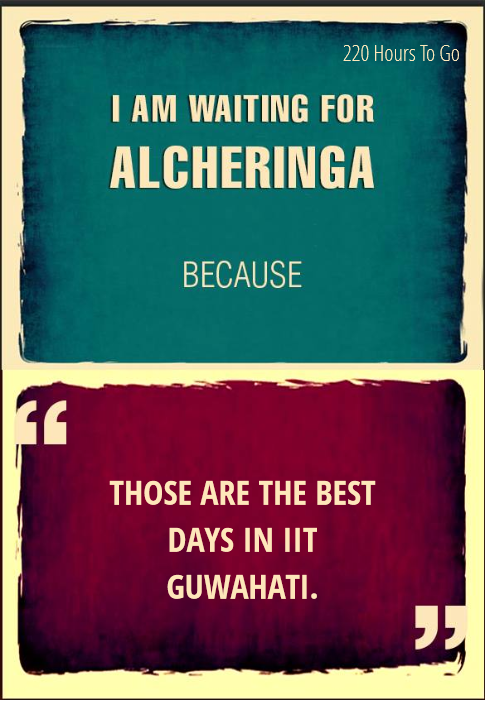 220 Hours To Go
I AM WAITING FOR
ALCHERINGA
BECAUSE
“
THOSE ARE THE BEST
DAYS IN IIT
GUWAHATI.
”